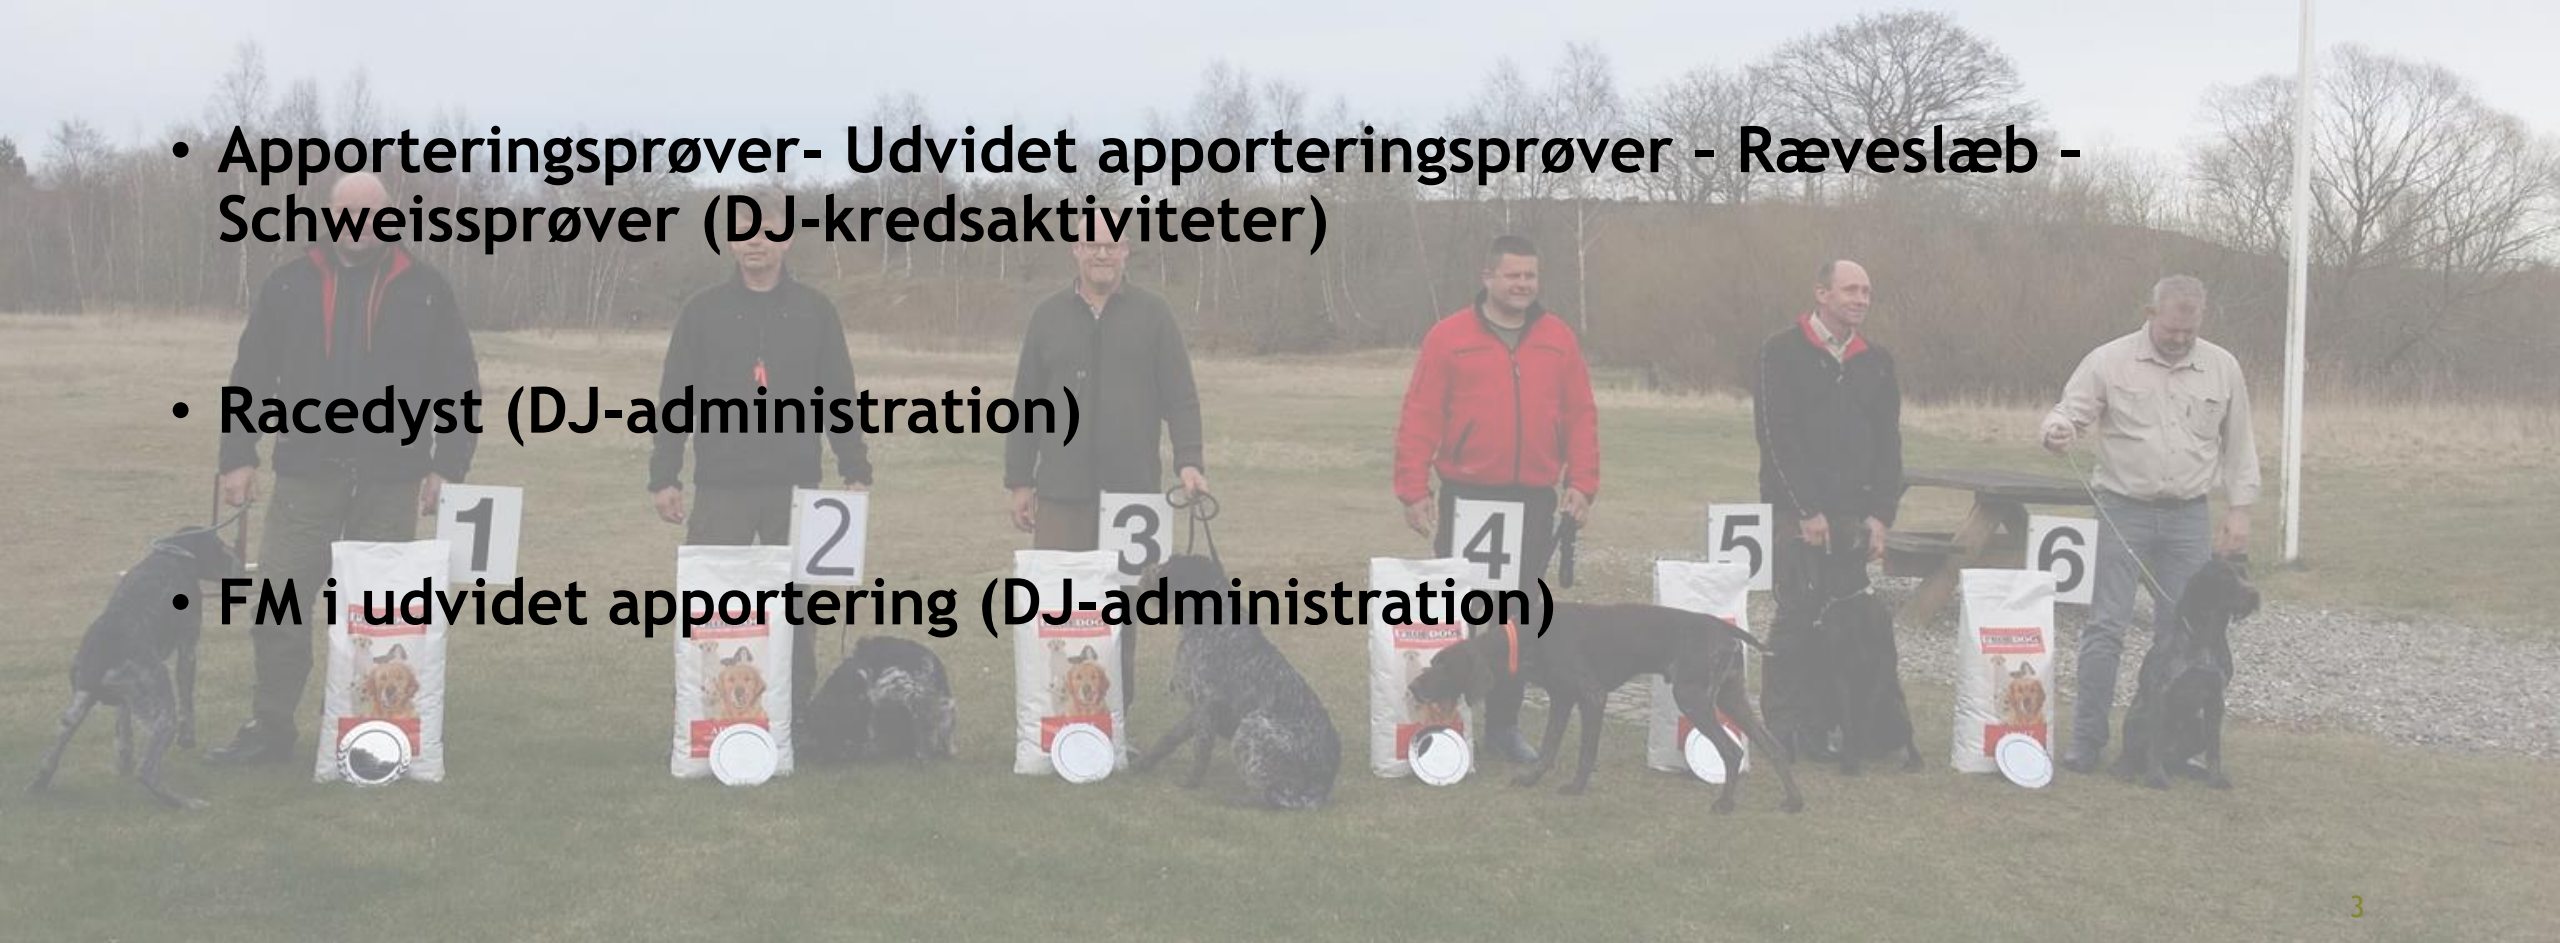 • Apporteringsprøver- Udvidet apporteringsprøver – Ræveslæb –
Schweissprøver (DJ-kredsaktiviteter)
• Racedyst (DJ-administration)
• FM i udvidet apportering (DJ-administration)
1
2
3
4
5
6
3